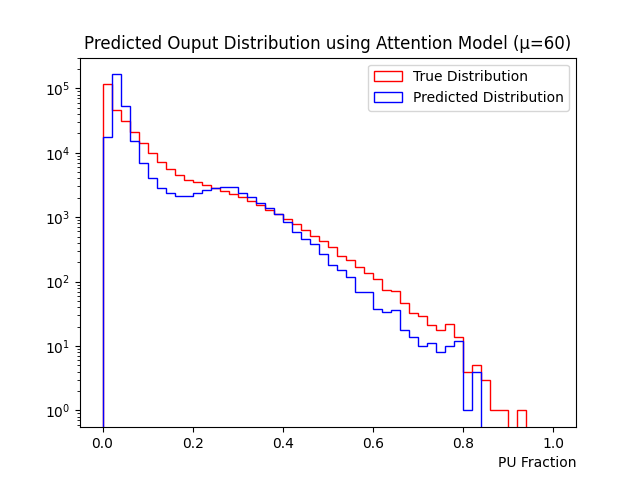 Predicted Ouput Distribution using Attention Model (μ=60)
True Distribution
Predicted Distribution
10⁵
10⁴
10³
10²
10¹
10⁰
0.0 0.2 0.4 0.6 0.8 1.0
PU Fraction